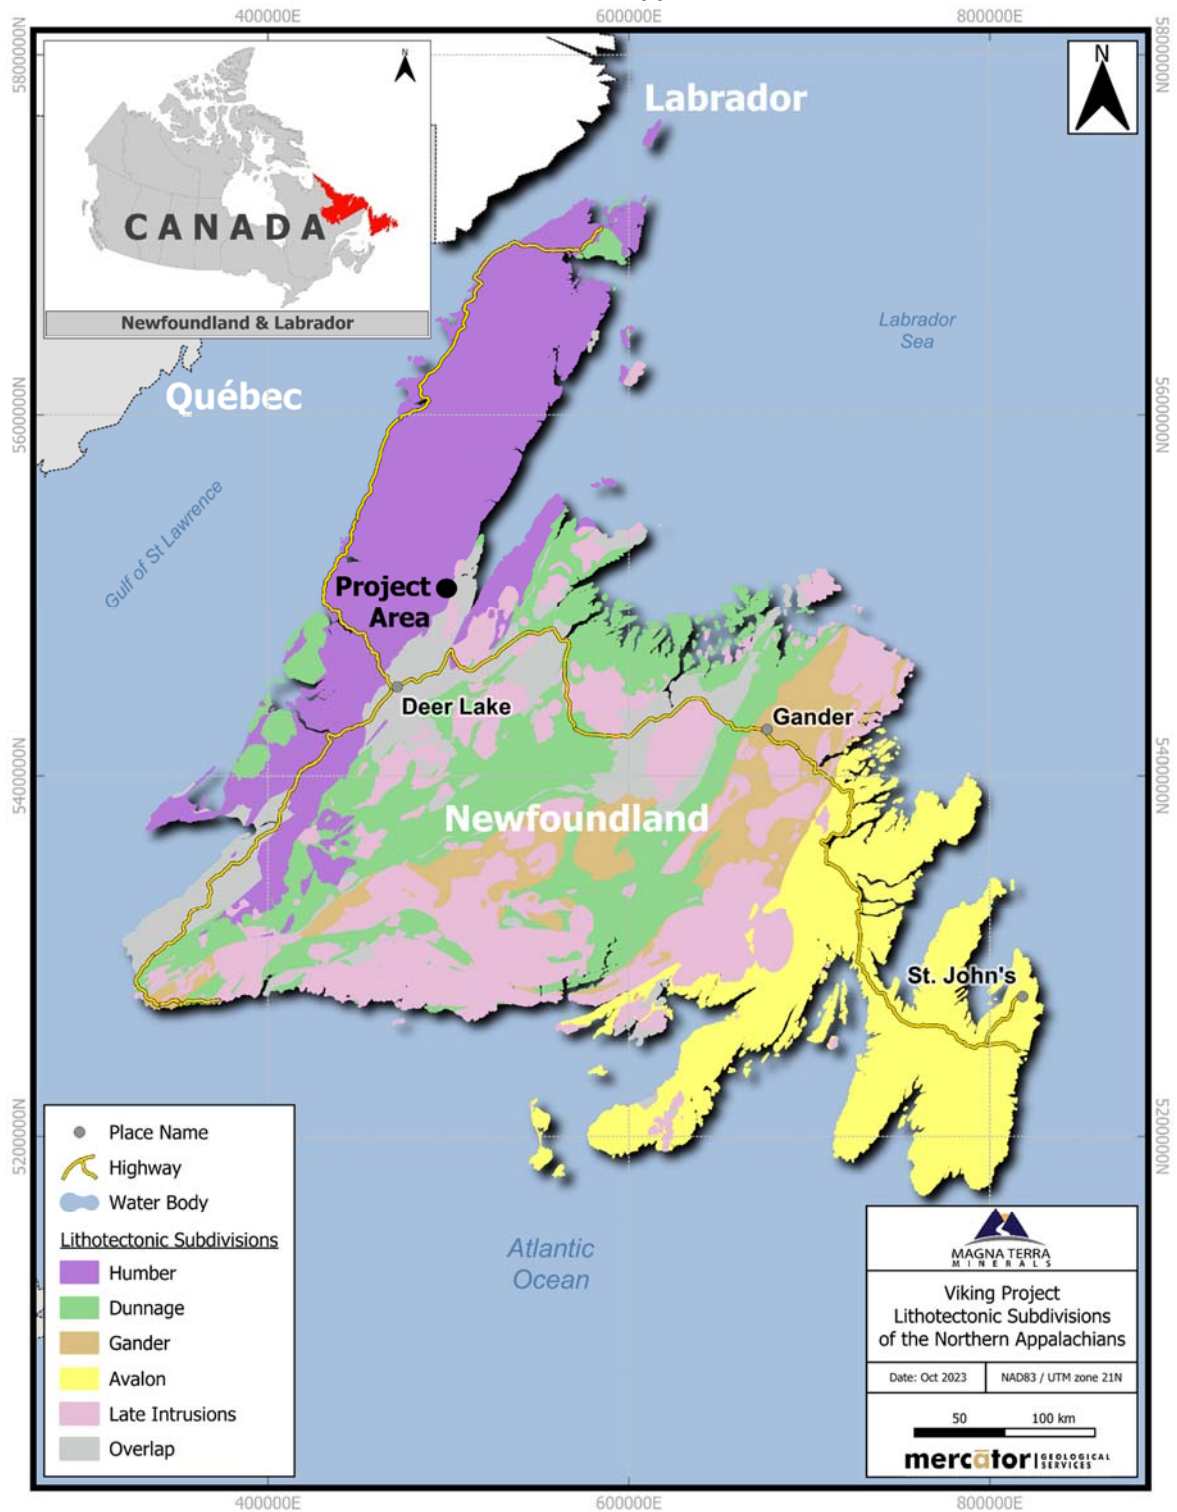 400000E
600000E
800000E
5800000N
5800000N
N
N
Labrador
CANADA
Newfoundland & Labrador
Labrador
Sea
Québec
5600000N
5600000N
Gulf of St Lawrence
Project
Area
Deer Lake
Gander
5400000N
5400000N
Newfoundland
St. John's
5200000N
5200000N
Place Name
Highway
Water Body
Lithotectonic Subdivisions
Humber
Dunnage
Gander
Avalon
Late Intrusions
Overlap
Atlantic
Ocean
MAGNA TERRA
MINERALS
Viking Project
Lithotectonic Subdivisions
of the Northern Appalachians
Date: Oct 2023
NAD83 / UTM zone 21N
50
100 km
mercātor GEOLOGICAL
SERVICES
400000E
600000E
800000E